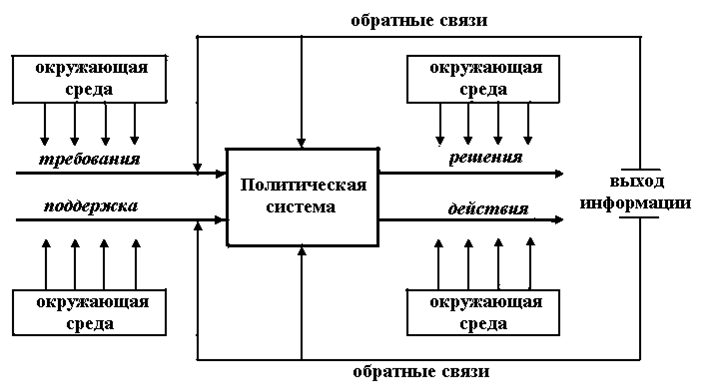 обратные связи
окружающая
среда
окружающая
среда
требования
решения
Политическая
система
выход
информации
поддержка
действия
окружающая
среда
окружающая
среда
обратные связи